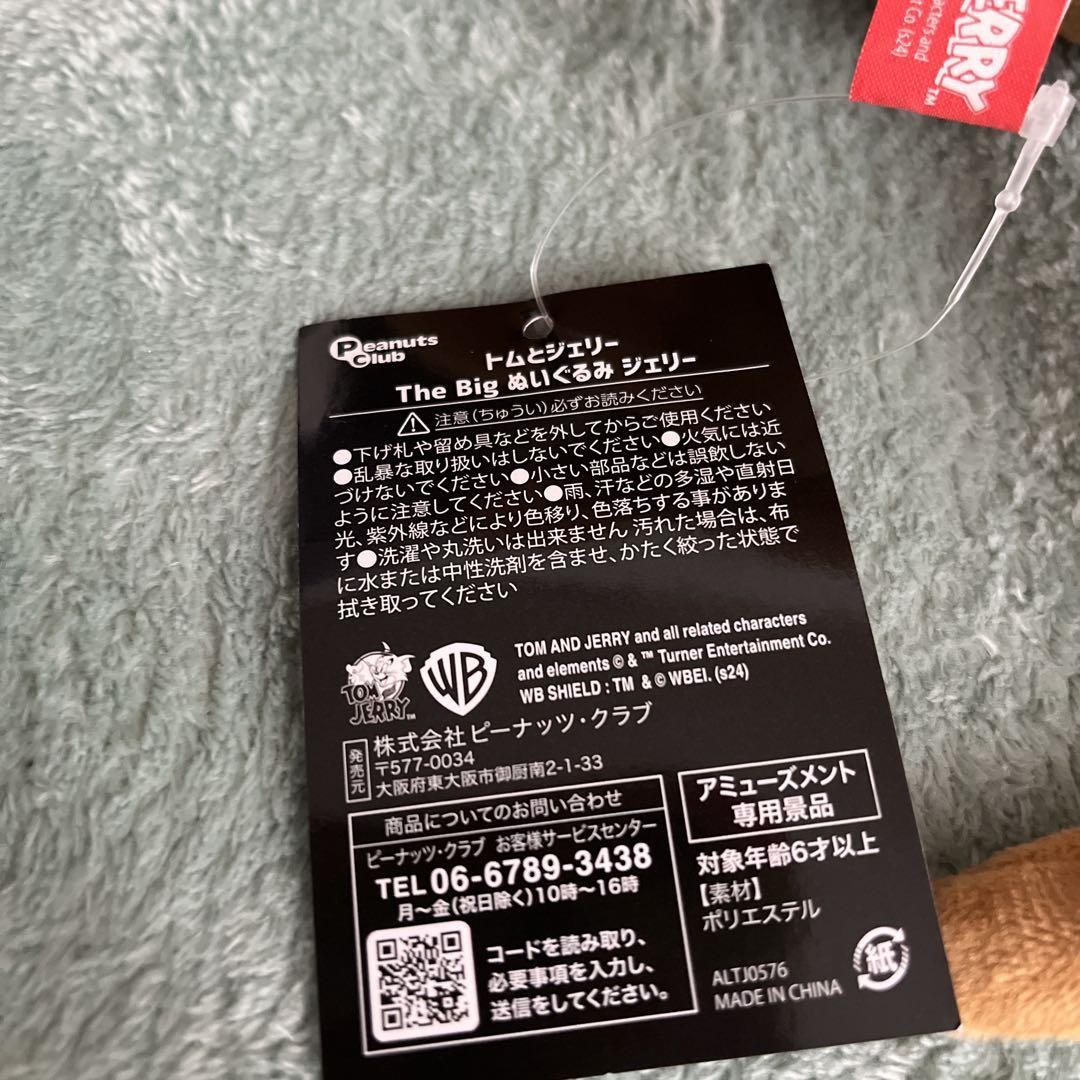 ERRY™
acters and
t Co (s24)
Peanuts Club
トムとジェリー
The Big ぬいぐるみ ジェリー
注意(ちゅうい)必ずお読みください
●下げ札や留め具などを外してからご使用ください
●乱暴な取り扱いはしないでください●火気には近
づけないでください●小さい部品などは誤飲しない
ように注意してください●雨、汗などの多湿や直射日
光、紫外線などにより色移り、色落ちする事がありま
す●洗濯や丸洗いは出来ません 汚れた場合は、布
に水または中性洗剤を含ませ、かたく絞った状態で
拭き取ってください
TOM AND JERRY™
WB
TOM AND JERRY and all related characters
and elements © & ™ Turner Entertainment Co.
WB SHIELD : TM & © WBEI. (s24)
発売元
株式会社ピーナッツ・クラブ
〒577-0034
大阪府東大阪市御厨南2-1-33
商品についてのお問い合わせ
ピーナッツ・クラブ お客様サービスセンター
TEL 06-6789-3438
月〜金(祝日除く)10時〜16時
コードを読み取り、
必要事項を入力し、
送信をしてください。
アミューズメント
専用景品
対象年齢6才以上
【素材】
ポリエステル
ALTJ0576
MADE IN CHINA
紙